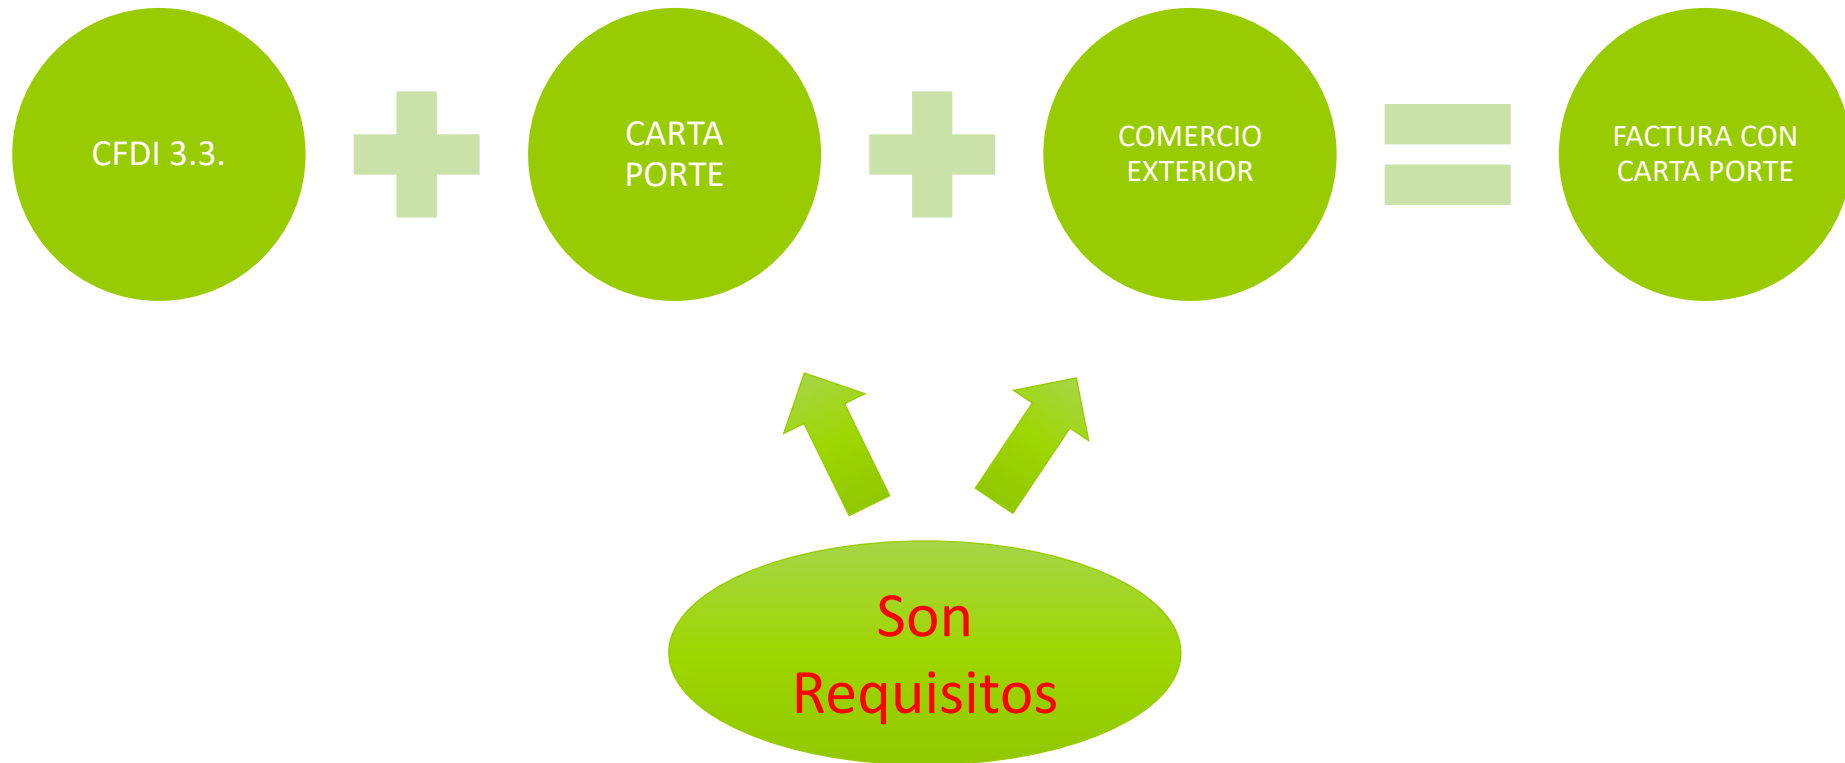 CFDI 3.3.
CARTA
PORTE
COMERCIO
EXTERIOR
FACTURA CON
CARTA PORTE
Son
Requisitos